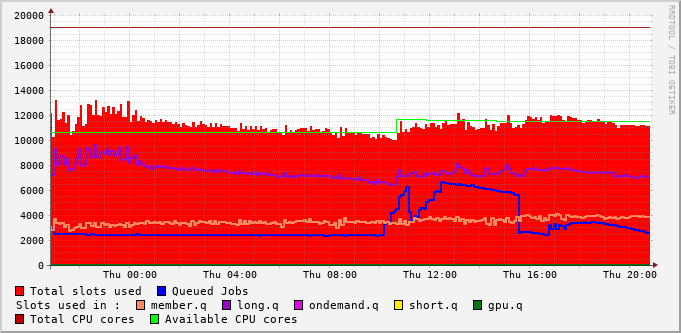 20000
18000
16000
14000
12000
10000
8000
6000
4000
2000
0
Thu 00:00 Thu 04:00 Thu 08:00 Thu 12:00 Thu 16:00 Thu 20:00
Total slots used Queued Jobs
Slots used in : member.q long.q ondemand.q short.q gpu.q
Total CPU cores Available CPU cores
RRDTOOL / TOBI OETIKER